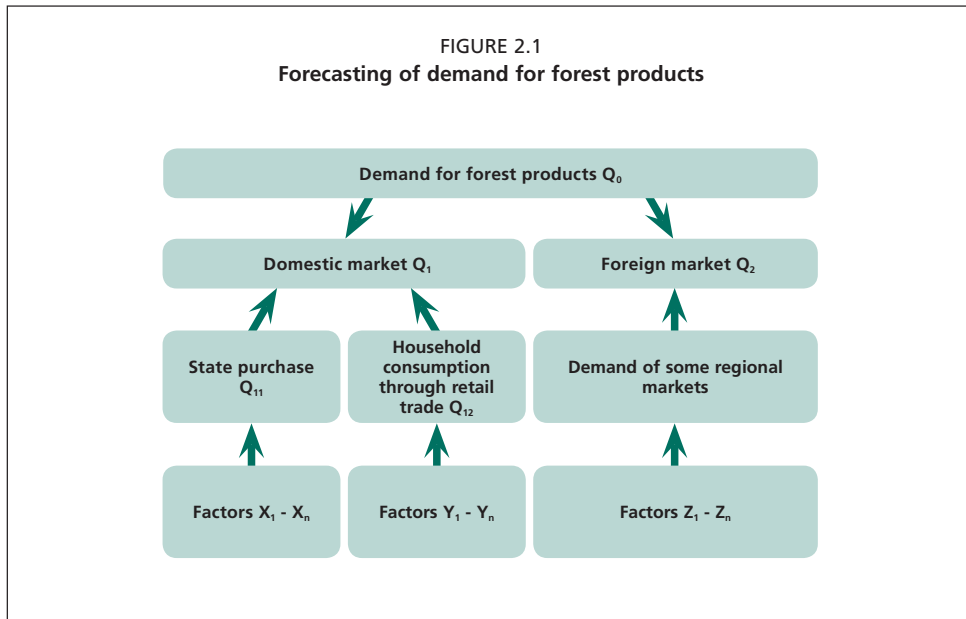 FIGURE 2.1
Forecasting of demand for forest products
Demand for forest products Q₀
Domestic market Q₁
Foreign market Q₂
State purchase
Q₁₁
Household
consumption
through retail
trade Q₁₂
Demand of some regional
markets
Factors X₁ - Xₙ
Factors Y₁ - Yₙ
Factors Z₁ - Zₙ